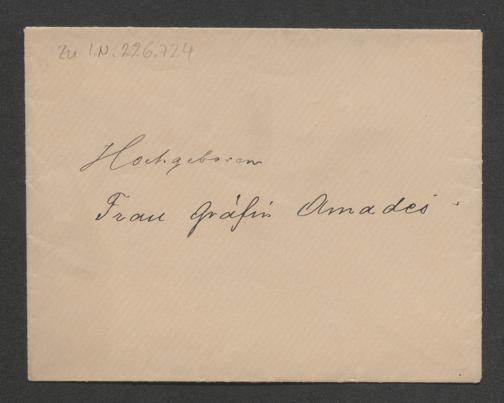 Zu I.N. 226.724
Hochgeboren
Frau Gräfin Amadei